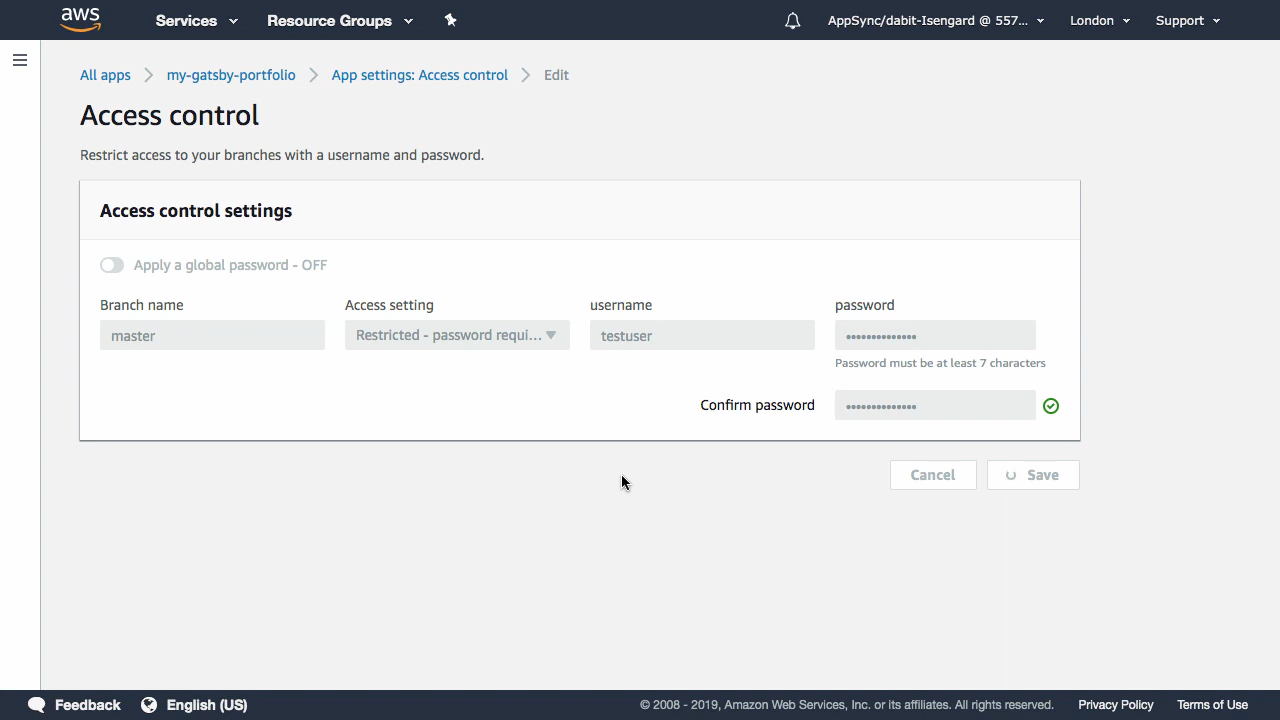 aws Services Resource Groups AppSync/dabit-Isengard @ 557... London Support
All apps my-gatsby-portfolio App settings: Access control Edit
Access control
Restrict access to your branches with a username and password.
Access control settings
Apply a global password - OFF
Branch name Access setting username password
master Restricted - password requi... testuser ••••••••••••••
Password must be at least 7 characters
Confirm password ••••••••••••••
Cancel Save
Feedback English (US) © 2008 - 2019, Amazon Web Services, Inc. or its affiliates. All rights reserved. Privacy Policy Terms of Use